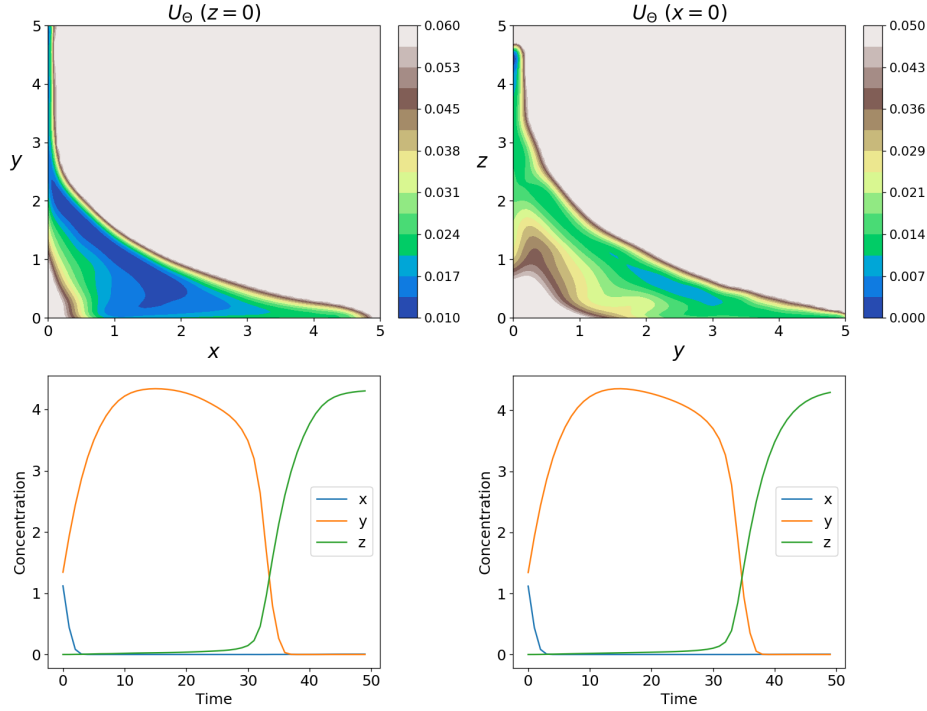 U_Θ (z = 0)
5
4
3
2
1
0
y
0 1 2 3 4 5
x
0.060
0.053
0.045
0.038
0.031
0.024
0.017
0.010
U_Θ (x = 0)
5
4
3
2
1
0
z
0 1 2 3 4 5
y
0.050
0.043
0.036
0.029
0.021
0.014
0.007
0.000
Concentration
4
3
2
1
0
x
y
z
0 10 20 30 40 50
Time
Concentration
4
3
2
1
0
x
y
z
0 10 20 30 40 50
Time